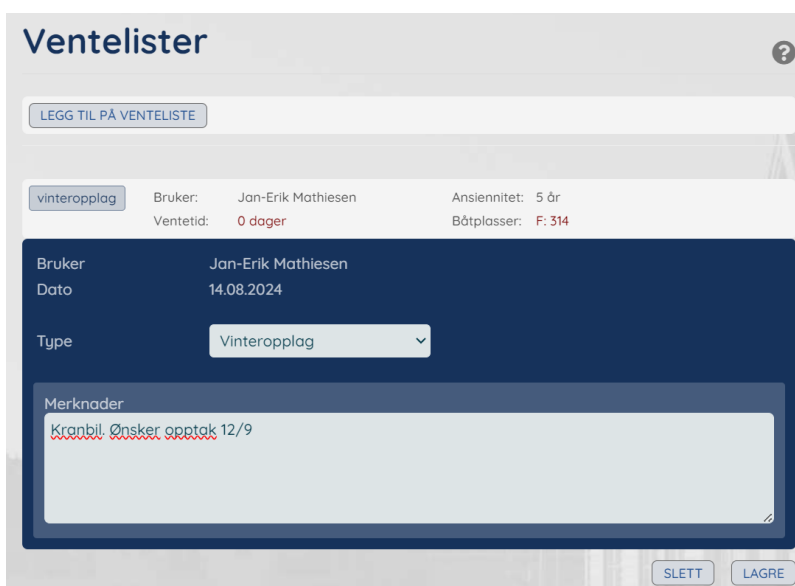 Ventelister
?
LEGG TIL PÅ VENTELISTE
vinteropplag Bruker: Jan-Erik Mathiesen Ansiennitet: 5 år
Ventetid: 0 dager Båtplasser: F: 314
Bruker Jan-Erik Mathiesen
Dato 14.08.2024
Type Vinteropplag
Merknader
Kranbil. Ønsker opptak 12/9
SLETT LAGRE